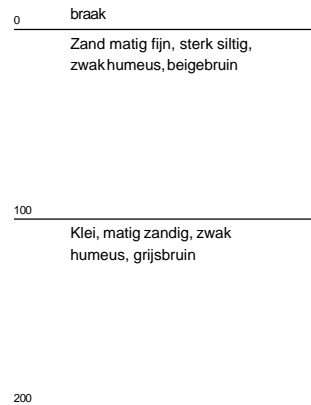 0 braak
Zand matig fijn, sterk siltig,
zwak humeus, beigebruin
100
Klei, matig zandig, zwak
humeus, grijsbruin
200